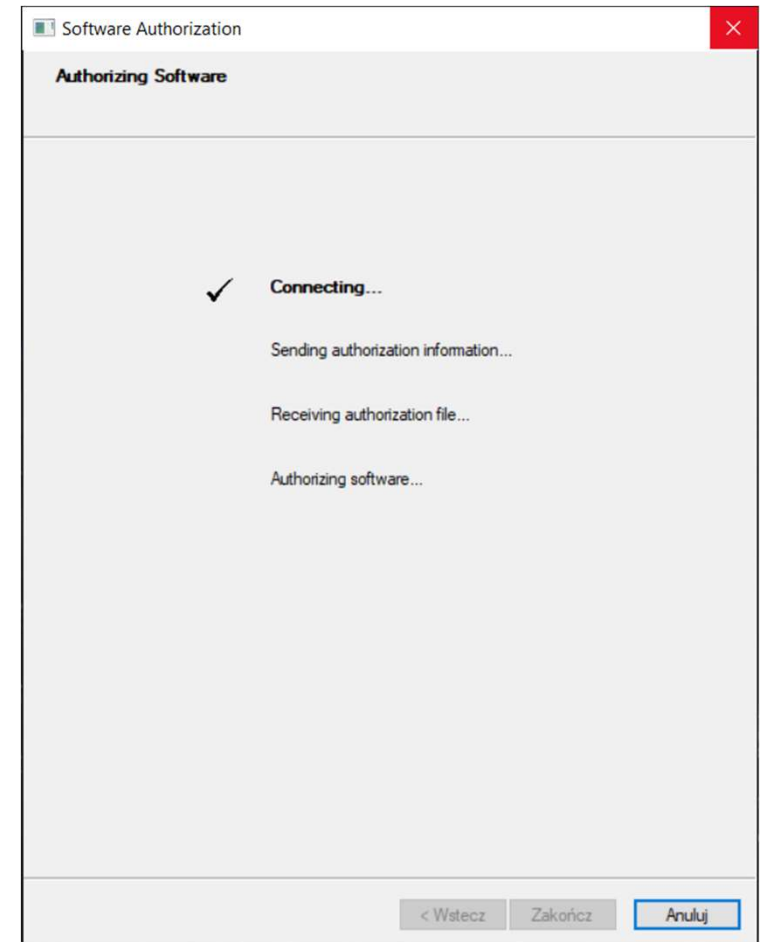 Software Authorization
Authorizing Software
Connecting...
Sending authorization information...
Receiving authorization file...
Authorizing software...
< Wstecz Zakończ Anuluj